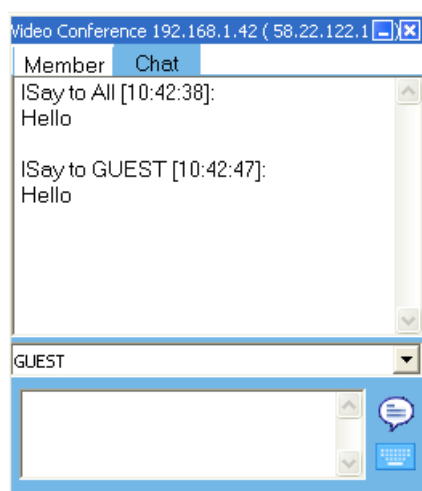 Video Conference 192.168.1.42 ( 58.22.122.1
Member Chat
ISay to All [10:42:38]:
Hello
ISay to GUEST [10:42:47]:
Hello
GUEST